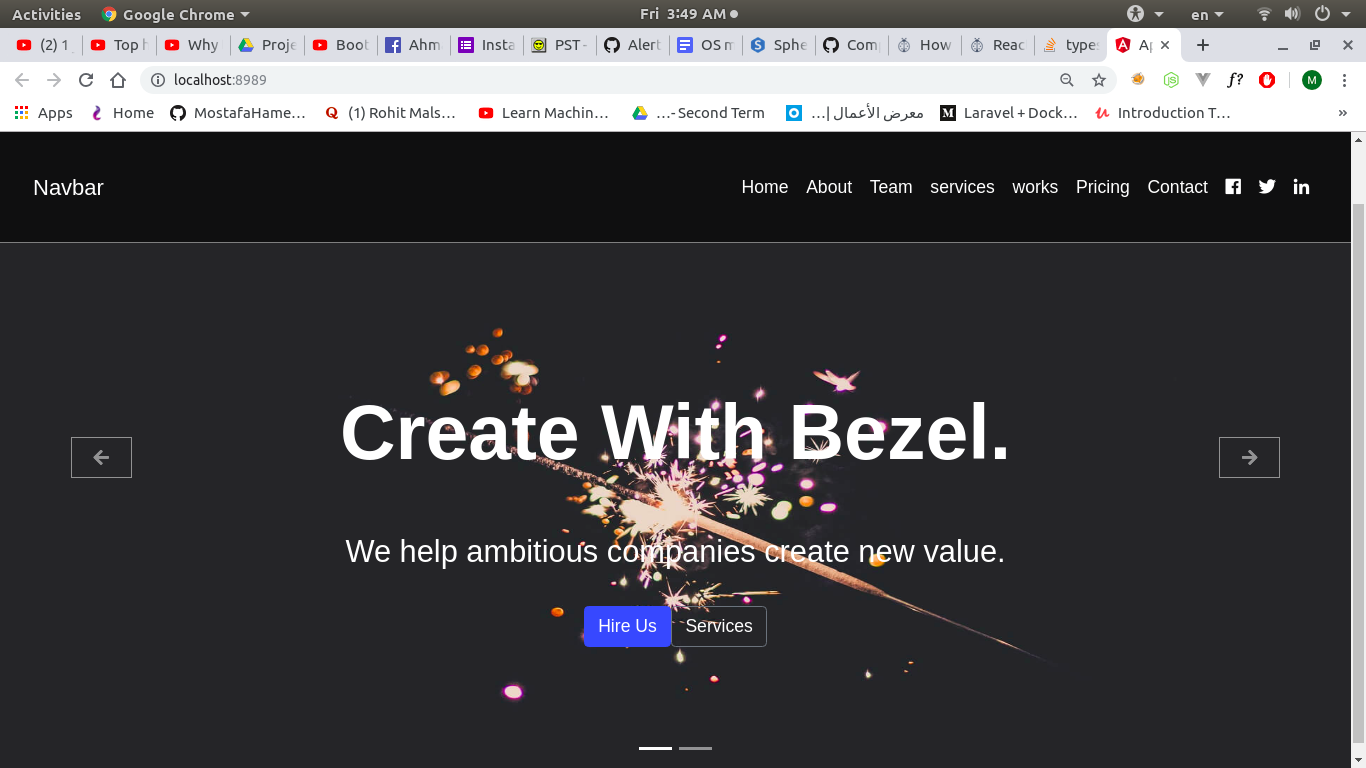 Activities Google Chrome Fri 3:49 AM en
(2) 1 Top h Why Proje Boot Ahm Insta PST - Alert OS m Sphe Com How Reac types Ap
localhost:8989
Apps Home MostafaHame… (1) Rohit Mals… Learn Machin… …- Second Term …معرض الأعمال | Laravel + Dock… Introduction T… »
Navbar Home About Team services works Pricing Contact
Create With Bezel.
We help ambitious companies create new value.
Hire Us Services